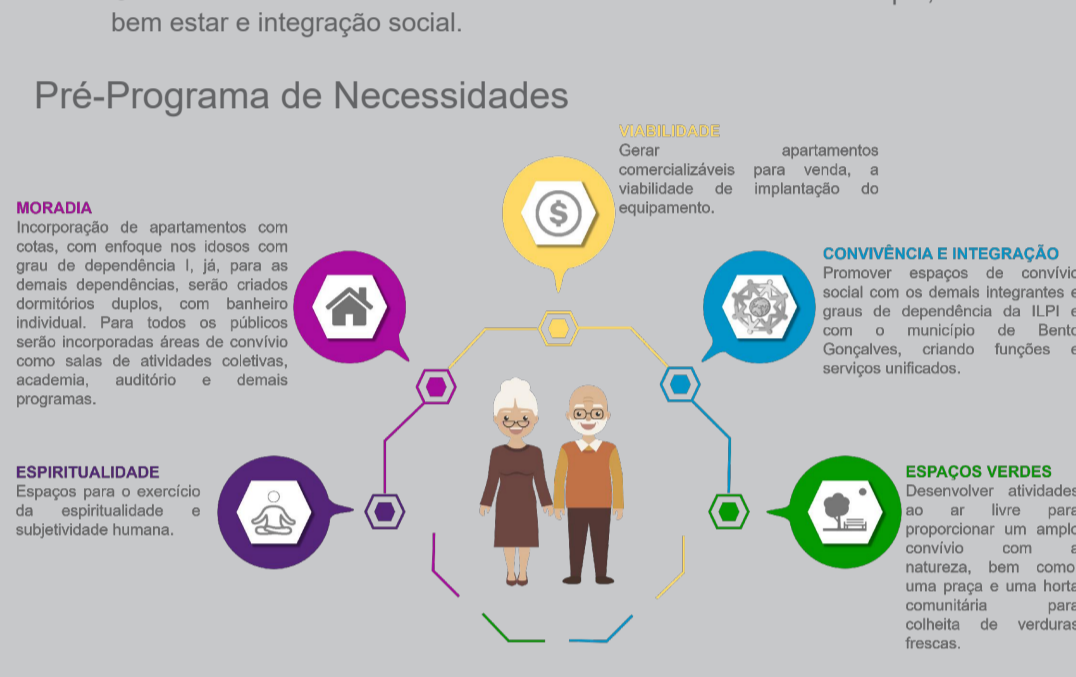 bem estar e integração social.
Pré-Programa de Necessidades
VIABILIDADE
Gerar apartamentos
comercializáveis para venda, a
viabilidade de implantação do
equipamento.
MORADIA
Incorporação de apartamentos com
cotas, com enfoque nos idosos com
grau de dependência I, já, para as
demais dependências, serão criados
dormitórios duplos, com banheiro
individual. Para todos os públicos
serão incorporadas áreas de convívio
como salas de atividades coletivas,
academia, auditório e demais
programas.
CONVIVÊNCIA E INTEGRAÇÃO
Promover espaços de convívio
social com os demais integrantes e
graus de dependência da ILPI e
com o município de Bento
Gonçalves, criando funções e
serviços unificados.
ESPIRITUALIDADE
Espaços para o exercício
da espiritualidade e
subjetividade humana.
ESPAÇOS VERDES
Desenvolver atividades
ao ar livre para
proporcionar um amplo
convívio com a
natureza, bem como,
uma praça e uma horta
comunitária para
colheita de verduras
frescas.
$